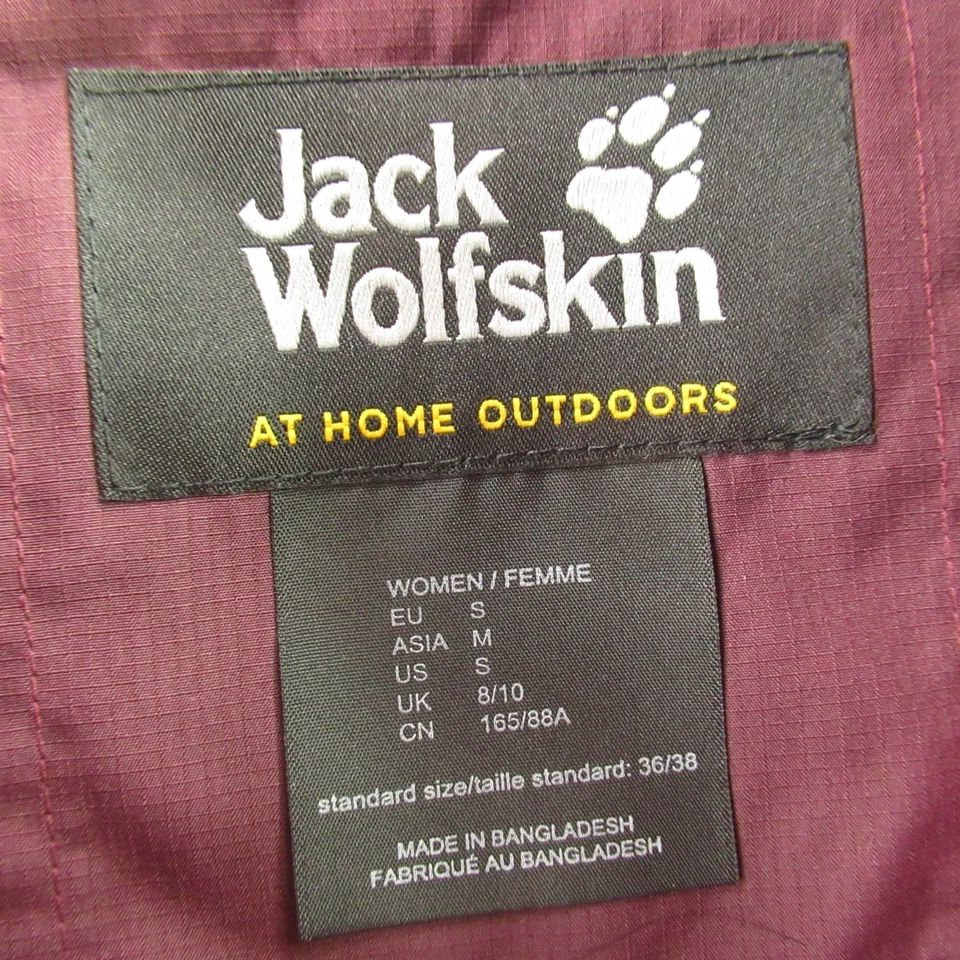 Jack
Wolfskin
AT HOME OUTDOORS
WOMEN / FEMME
EU S
ASIA M
US S
UK 8/10
CN 165/88A
standard size/taille standard: 36/38
MADE IN BANGLADESH
FABRIQUÉ AU BANGLADESH